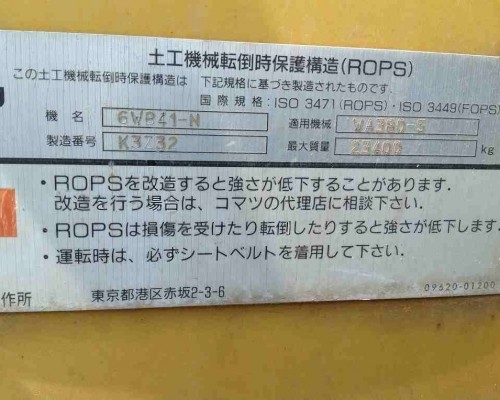 土工機械転倒時保護構造(ROPS)
この土工機械転倒時保護構造は 下記規格に基づき製造されたものです.
国際規格:ISO 3471(ROPS)・ISO 3449(FOPS)
機名 6WR41-N 適用機械 WA380-5
製造番号 K3732 最大質量 23400 kg
・ROPSを改造すると強さが低下することがあります.
改造を行う場合は、コマツの代理店に相談下さい.
・ROPSは損傷を受けたり転倒したりすると強さが低下します.
・運転時は、必ずシートベルトを着用して下さい.
作所 東京都港区赤坂2-3-6
09620-01200